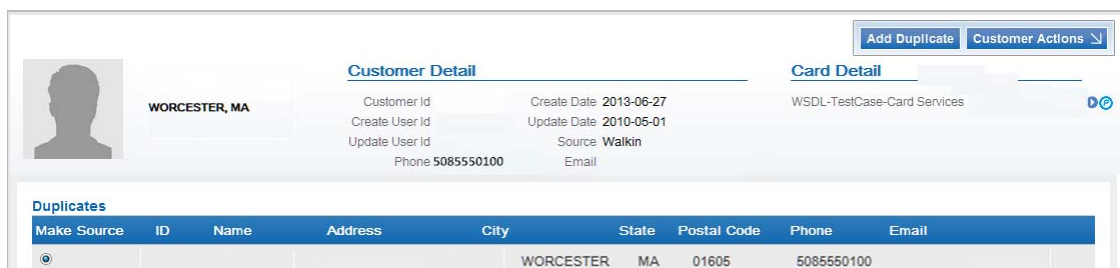 Add Duplicate Customer Actions
Customer Detail Card Detail
WORCESTER, MA Customer Id Create Date 2013-06-27 WSDL-TestCase-Card Services
Create User Id Update Date 2010-05-01
Update User Id Source Walkin
Phone 5085550100 Email
Duplicates
Make Source ID Name Address City State Postal Code Phone Email
WORCESTER MA 01605 5085550100